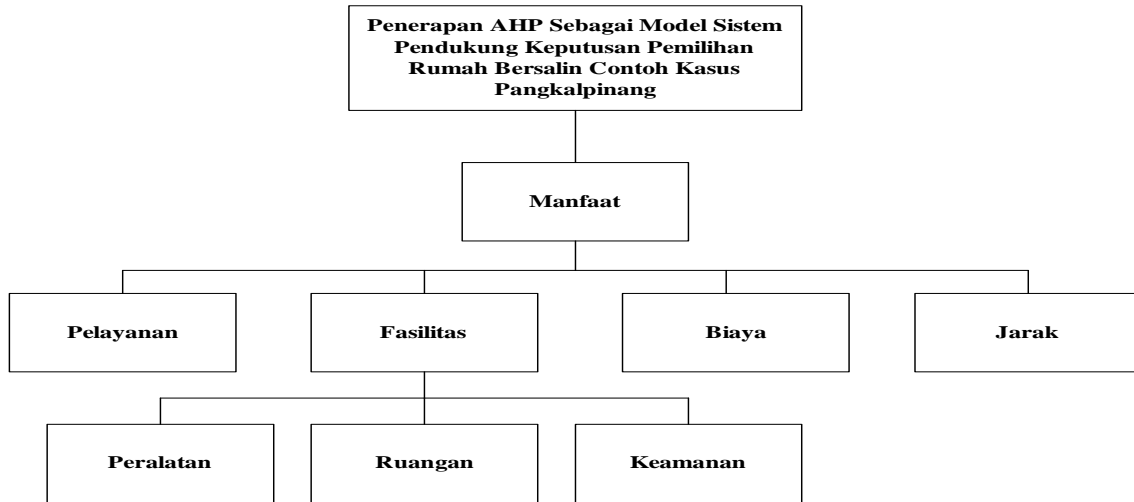 Penerapan AHP Sebagai Model Sistem
Pendukung Keputusan Pemilihan
Rumah Bersalin Contoh Kasus
Pangkalpinang
Manfaat
Pelayanan
Fasilitas
Biaya
Jarak
Peralatan
Ruangan
Keamanan